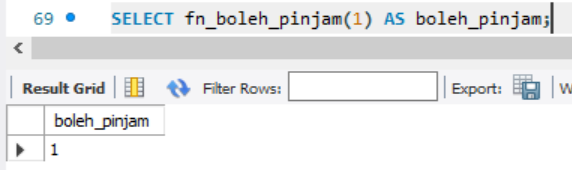 69 SELECT fn_boleh_pinjam(1) AS boleh_pinjam;
Result Grid Filter Rows: Export: W
boleh_pinjam
1